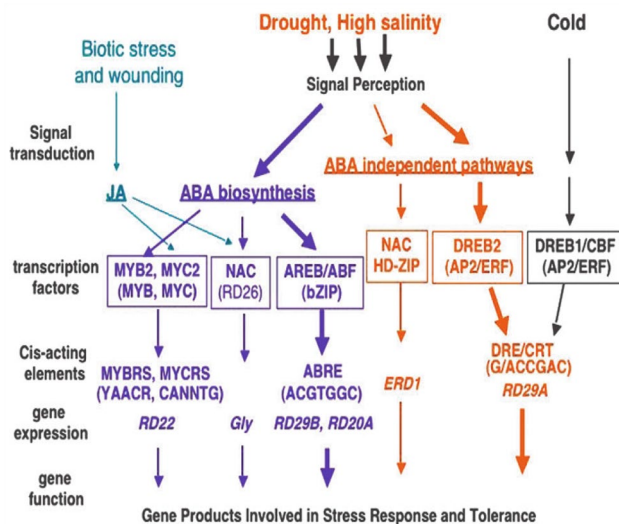 Drought, High salinity
Cold
Biotic stress
and wounding
Signal Perception
Signal
transduction
ABA independent pathways
JA
ABA biosynthesis
transcription
factors
MYB2, MYC2
(MYB, MYC)
NAC
(RD26)
AREB/ABF
(bZIP)
NAC
HD-ZIP
DREB2
(AP2/ERF)
DREB1/CBF
(AP2/ERF)
Cis-acting
elements
MYBRS, MYCRS
(YAACR, CANNTG)
ABRE
(ACGTGGC)
ERD1
DRE/CRT
(G/ACCGAC)
RD29A
gene
expression
RD22
Gly
RD29B, RD20A
gene
function
Gene Products Involved in Stress Response and Tolerance